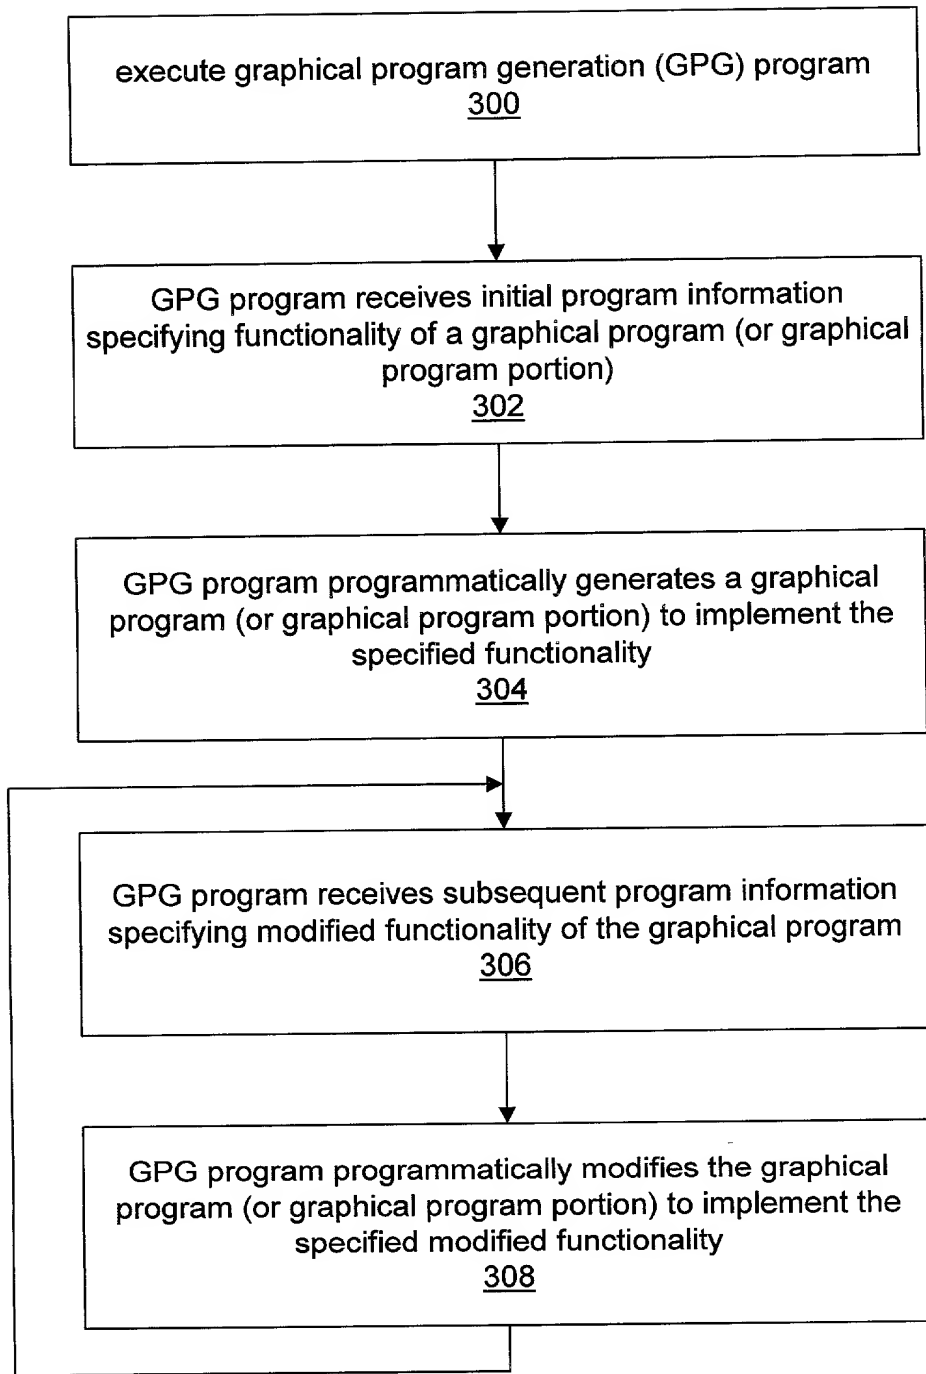 execute graphical program generation (GPG) program
300
GPG program receives initial program information
specifying functionality of a graphical program (or graphical
program portion)
302
GPG program programmatically generates a graphical
program (or graphical program portion) to implement the
specified functionality
304
GPG program receives subsequent program information
specifying modified functionality of the graphical program
306
GPG program programmatically modifies the graphical
program (or graphical program portion) to implement the
specified modified functionality
308